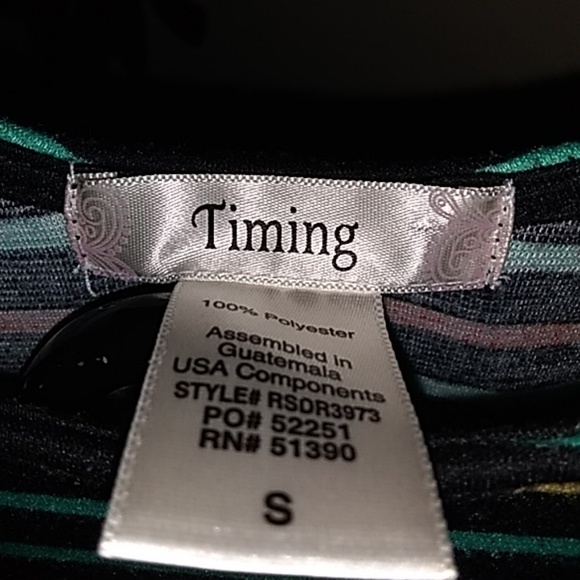 Timing
100% Polyester
Assembled in
Guatemala
USA Components
STYLE# RSDR3973
PO# 52251
RN# 51390
S